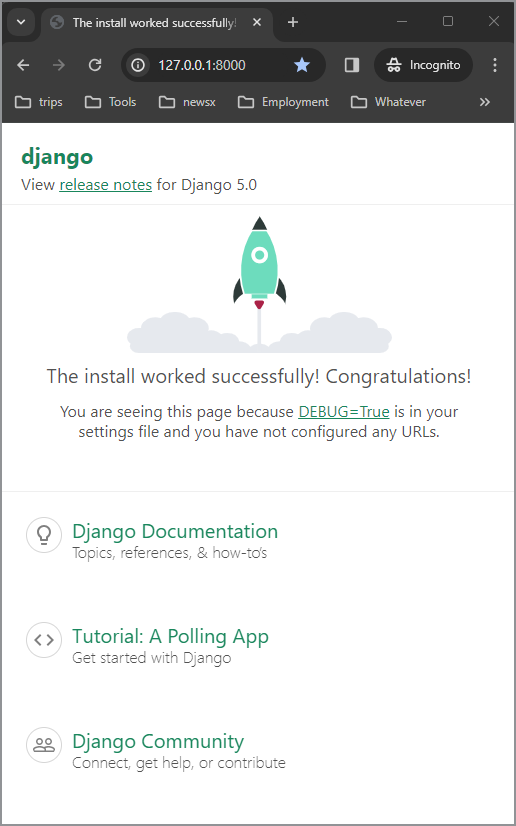 The install worked successfully!
127.0.0.1:8000
Incognito
trips Tools newsx Employment Whatever
django
View release notes for Django 5.0
The install worked successfully! Congratulations!
You are seeing this page because DEBUG=True is in your
settings file and you have not configured any URLs.
Django Documentation
Topics, references, & how-to's
Tutorial: A Polling App
Get started with Django
Django Community
Connect, get help, or contribute